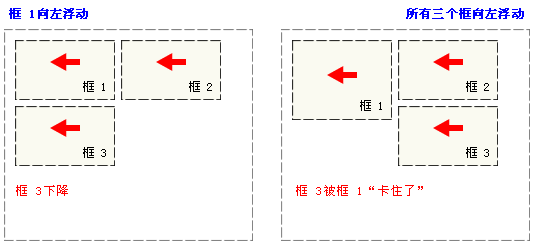 框 1向左浮动
所有三个框向左浮动
框 1
框 2
框 3
框 3下降
框 1
框 2
框 3
框 3被框 1“卡住了”